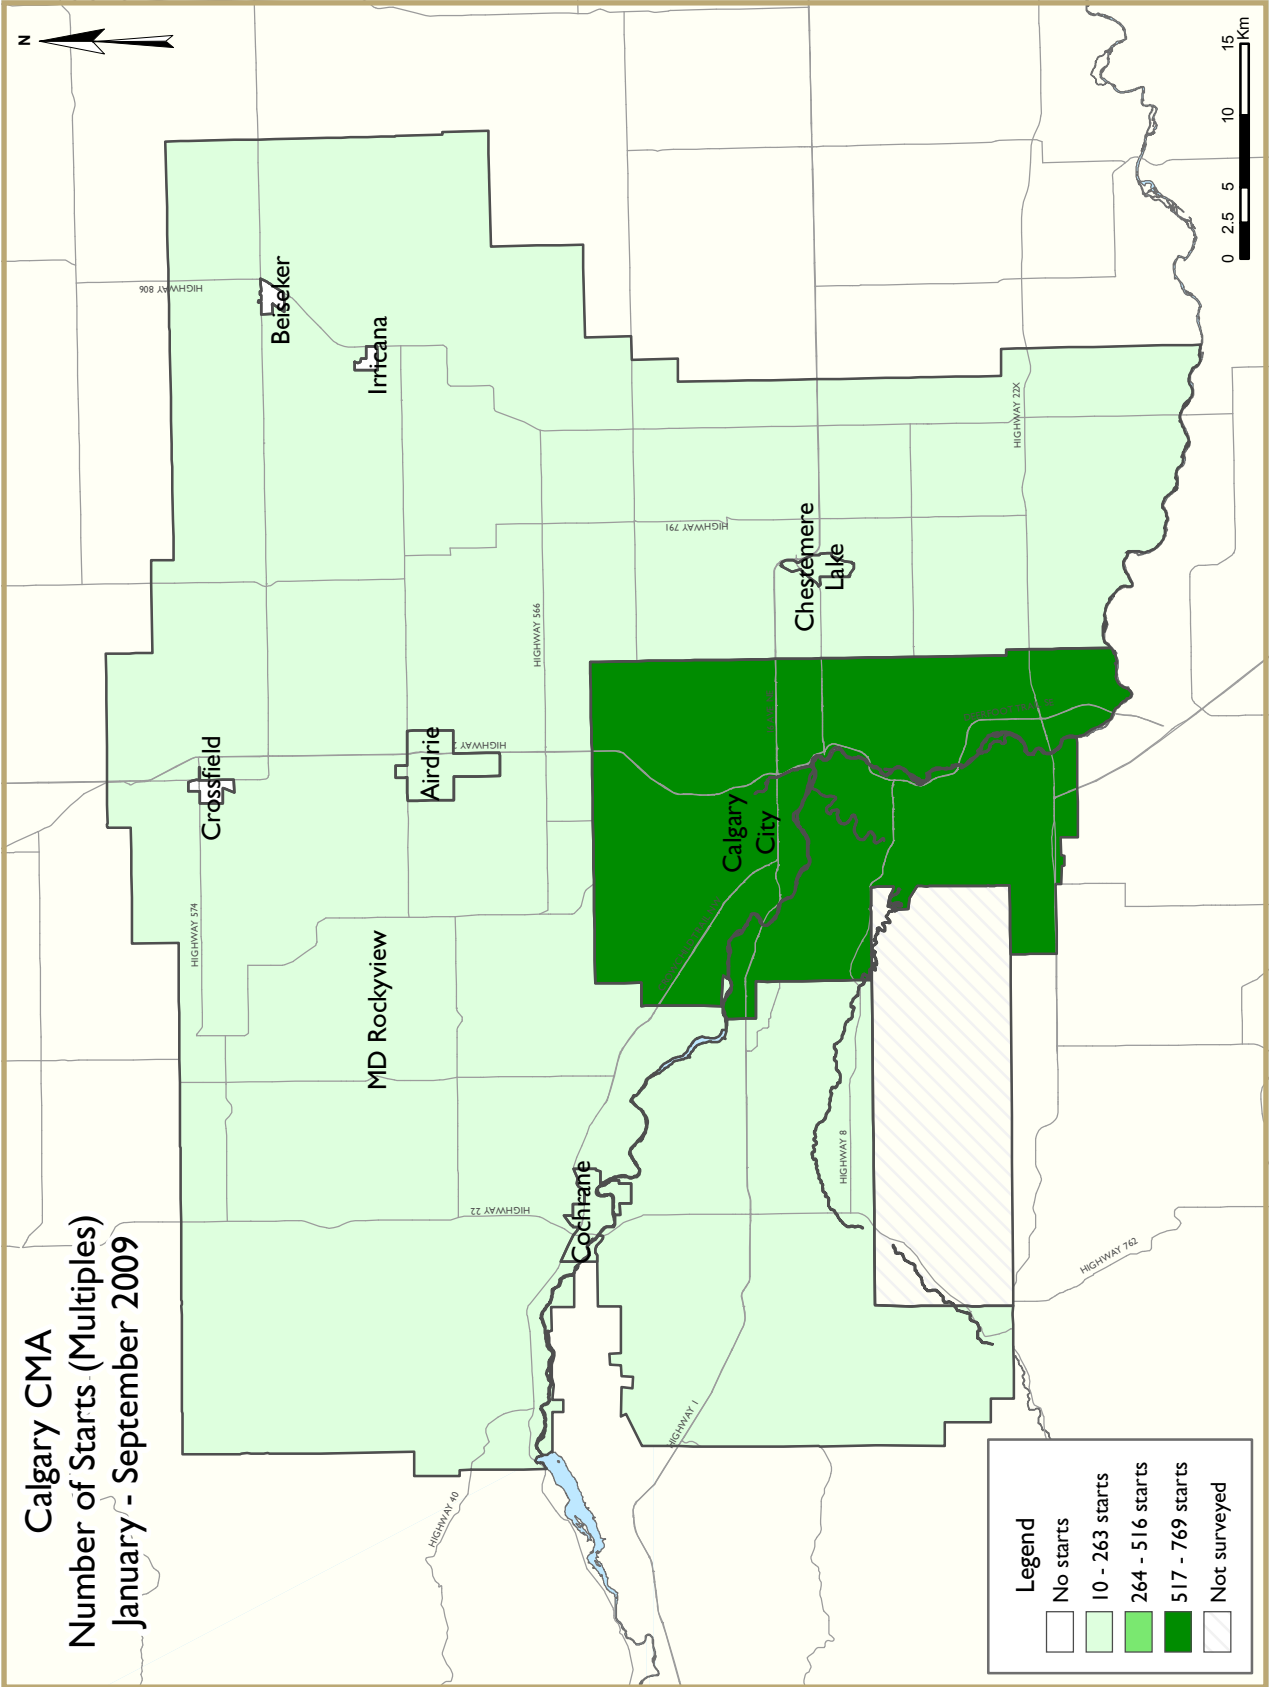 Calgary CMA
Number of Starts (Multiples)
January - September 2009
N
HIGHWAY 806
Beiseker
Irricana
Crossfield
HIGHWAY 574
Airdrie
HIGHWAY 2
HIGHWAY 566
HIGHWAY 791
MD Rockyview
HIGHWAY 22
Cochrane
Calgary
City
Chestemere
Lake
HIGHWAY 22X
HIGHWAY 8
HIGHWAY 1
HIGHWAY 40
HIGHWAY 762
Legend
No starts
10 - 263 starts
264 - 516 starts
517 - 769 starts
Not surveyed
0 2.5 5 10 15
Km